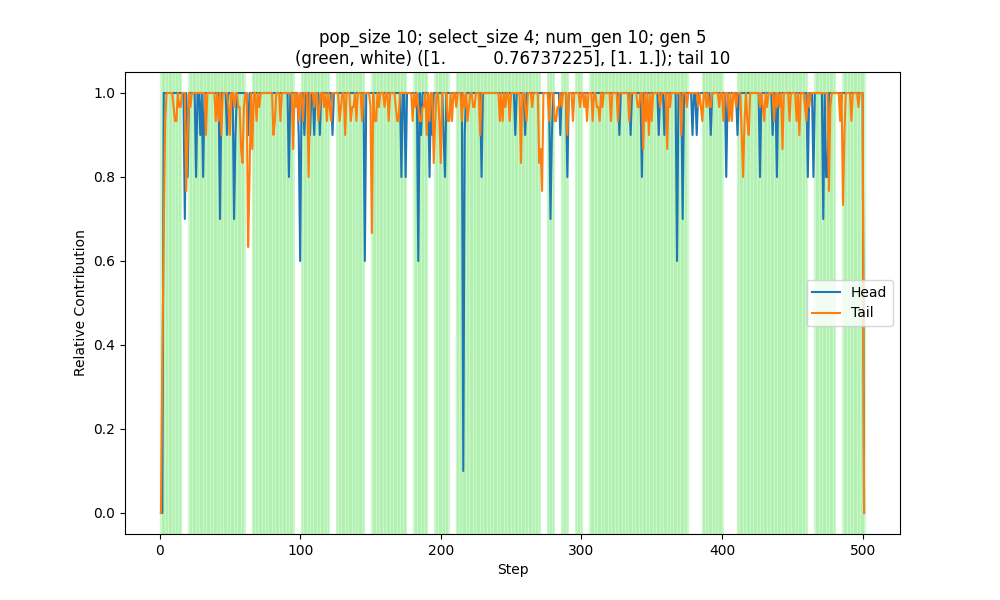 pop_size 10; select_size 4; num_gen 10; gen 5
(green, white) ([1.         0.76737225], [1. 1.]); tail 10
1.0
0.8
0.6
0.4
0.2
0.0
Relative Contribution
Head
Tail
0
100
200
300
400
500
Step